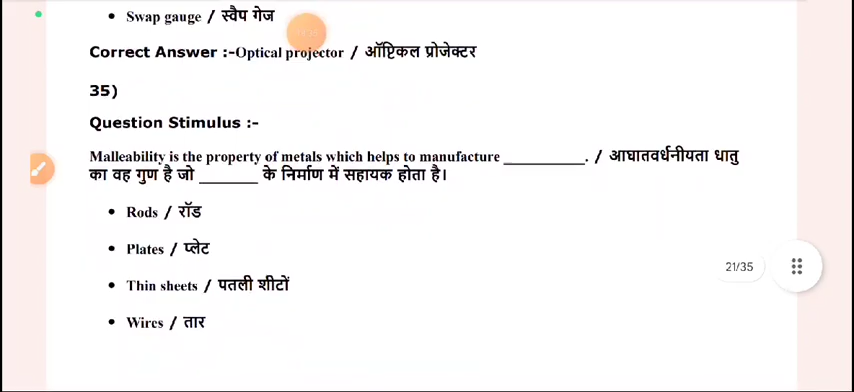 Swap gauge / स्वैप गेज
Correct Answer :-Optical projector / ऑप्टिकल प्रोजेक्टर
35)
Question Stimulus :-
Malleability is the property of metals which helps to manufacture __________. / आघातवर्धनीयता धातु
का वह गुण है जो _______ के निर्माण में सहायक होता है।
Rods / रॉड
Plates / प्लेट
21/35
Thin sheets / पतली शीटों
Wires / तार